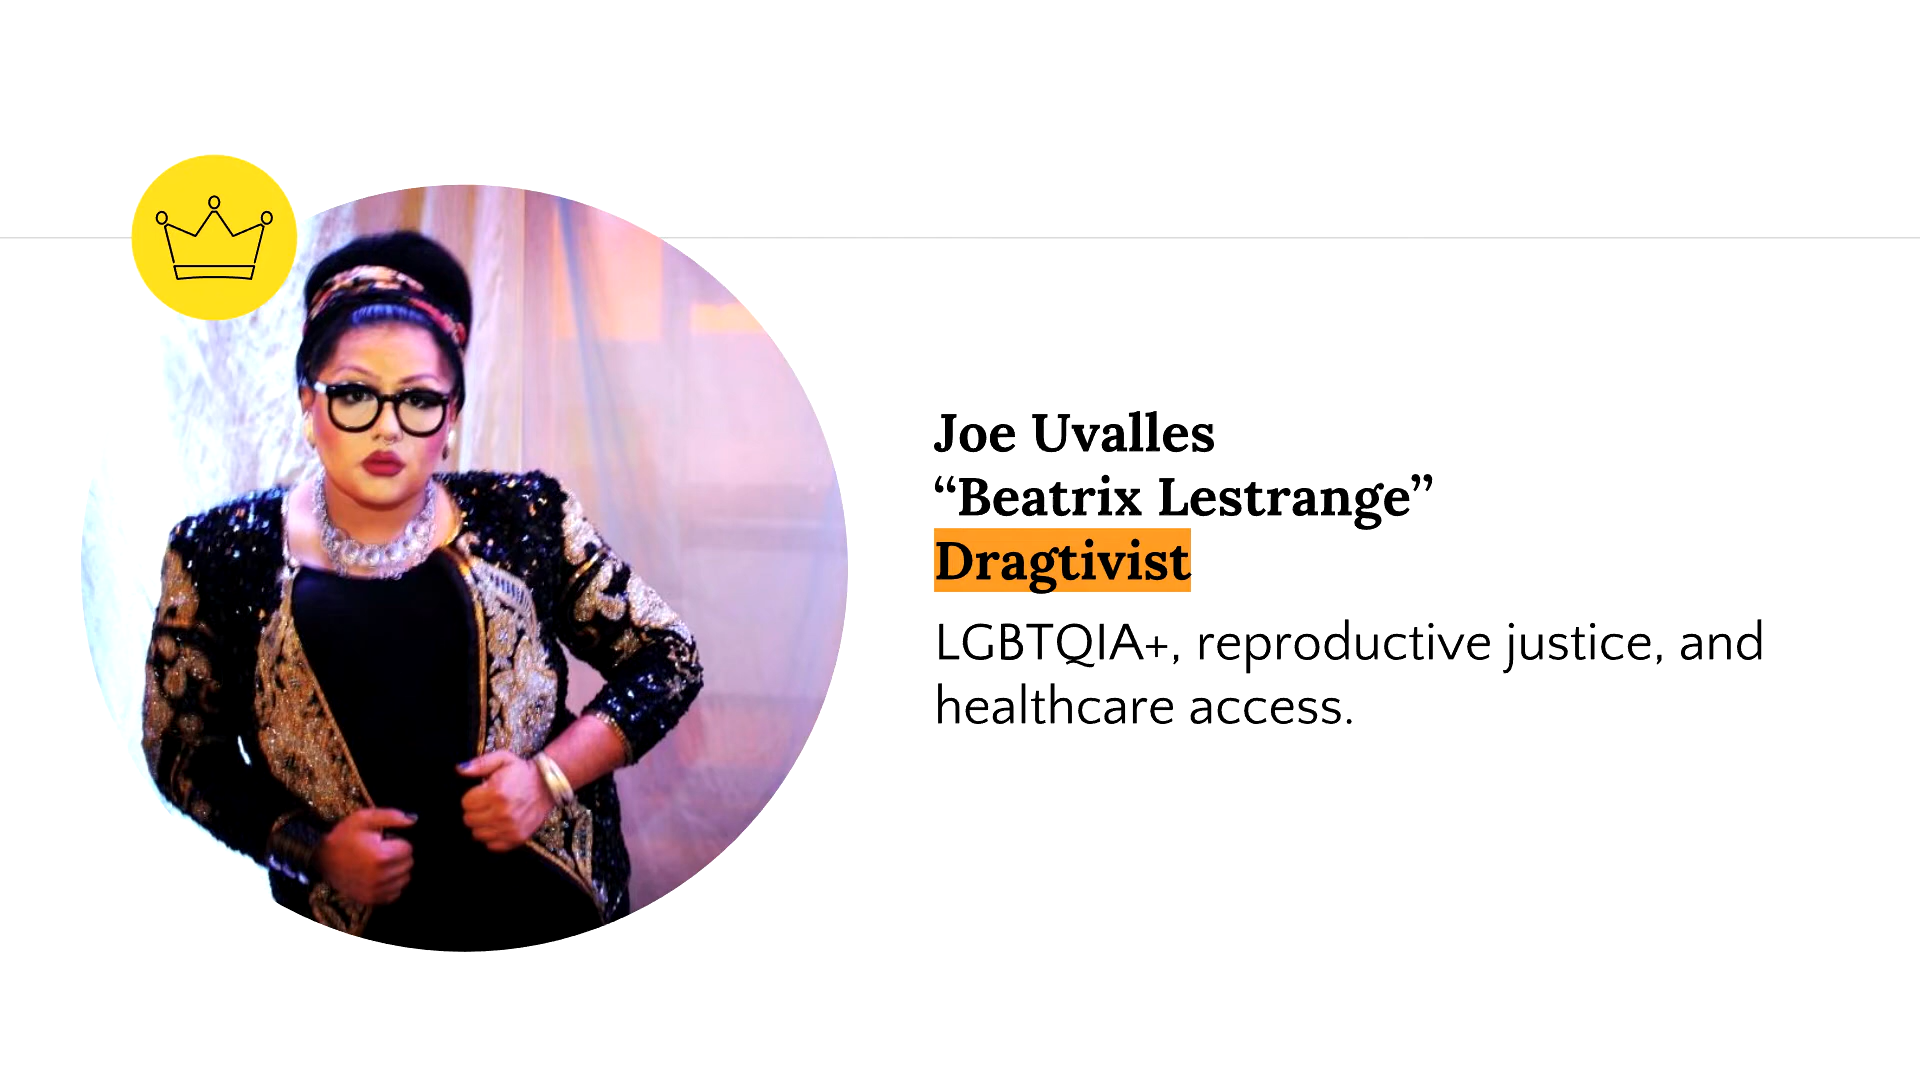 Joe Uvalles
“Beatrix Lestrange”
Dragtivist
LGBTQIA+, reproductive justice, and
healthcare access.